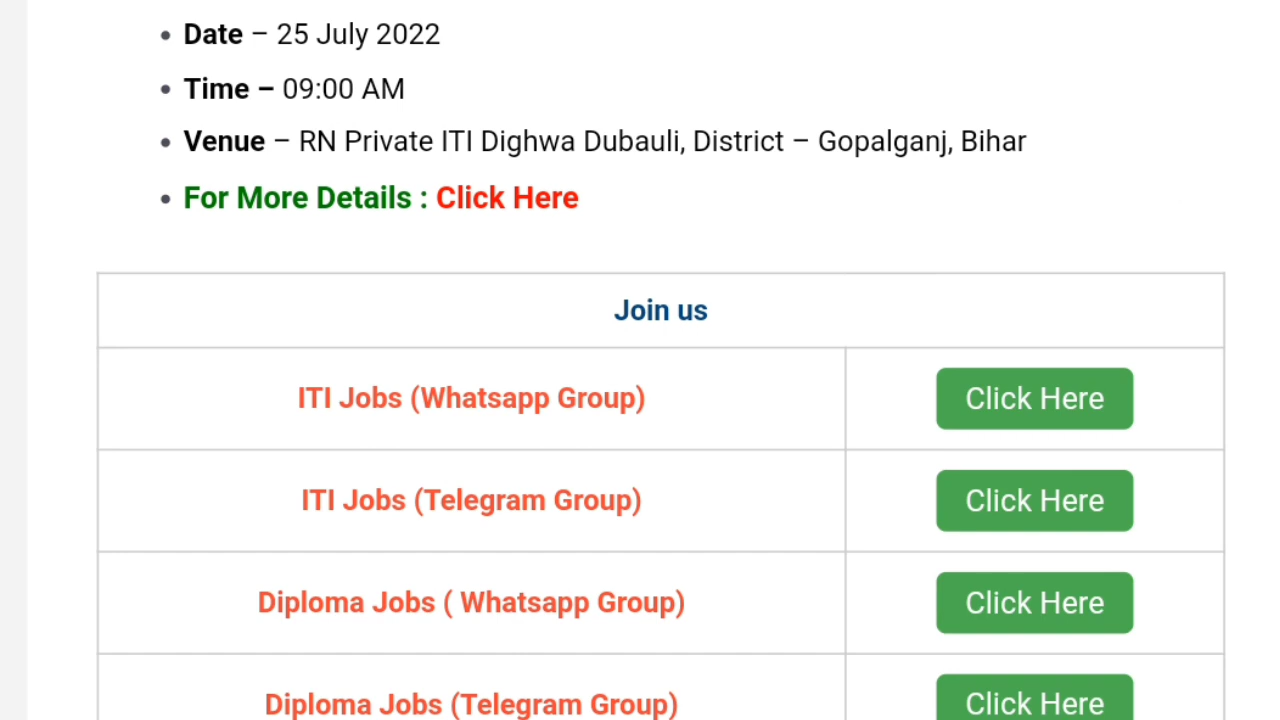 Date – 25 July 2022
Time – 09:00 AM
Venue – RN Private ITI Dighwa Dubauli, District – Gopalganj, Bihar
For More Details : Click Here
Join us
ITI Jobs (Whatsapp Group) Click Here
ITI Jobs (Telegram Group) Click Here
Diploma Jobs ( Whatsapp Group) Click Here
Diploma Jobs (Telegram Group) Click Here